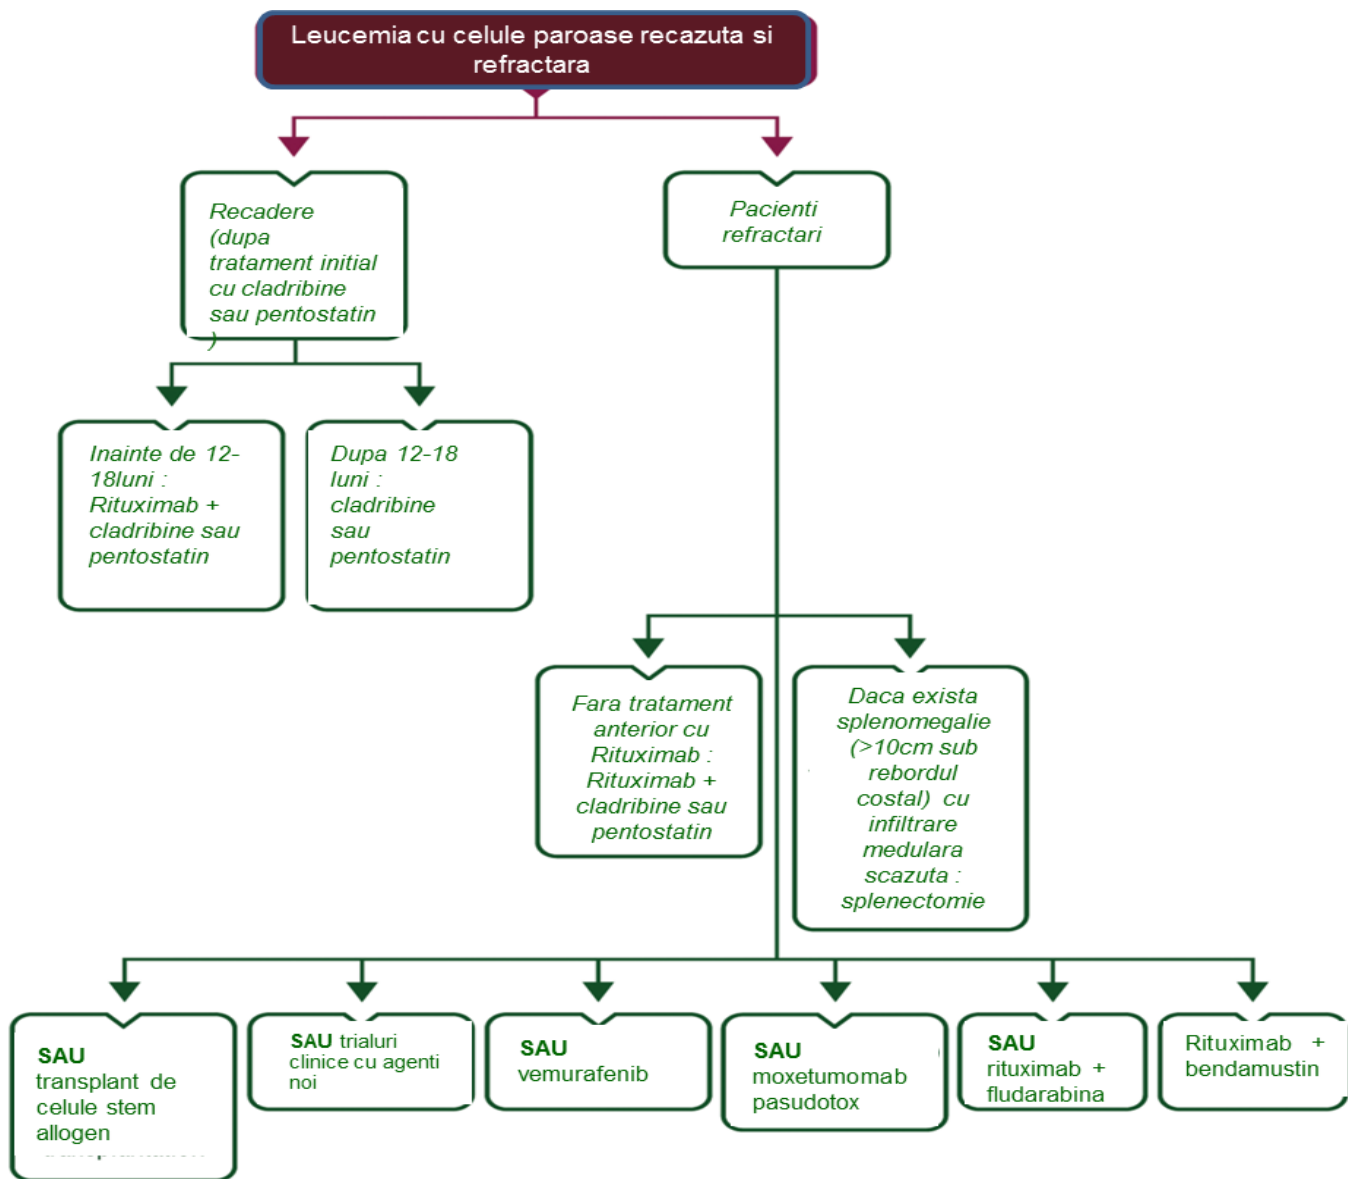 Leucemia cu celule paroase recazuta si
refractara
Recadere
(dupa
tratament initial
cu cladribine
sau pentostatin
)
Pacienti
refractari
Inainte de 12-
18luni :
Rituximab +
cladribine sau
pentostatin
Dupa 12-18
luni :
cladribine
sau
pentostatin
Fara tratament
anterior cu
Rituximab :
Rituximab +
cladribine sau
pentostatin
Daca exista
splenomegalie
(>10cm sub
rebordul
costal) cu
infiltrare
medulara
scazuta :
splenectomie
SAU
transplant de
celule stem
allogen
SAU trialuri
clinice cu agenti
noi
SAU
vemurafenib
SAU
moxetumomab
pasudotox
SAU
rituximab +
fludarabina
Rituximab +
bendamustin